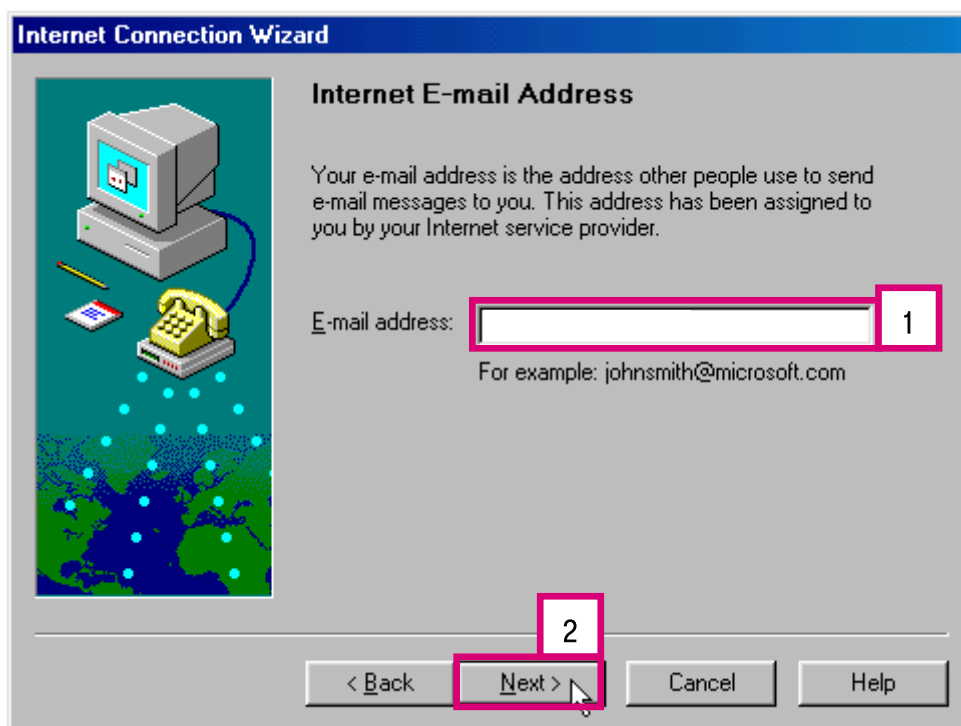 Internet Connection Wizard
Internet E-mail Address
Your e-mail address is the address other people use to send
e-mail messages to you. This address has been assigned to
you by your Internet service provider.
E-mail address:
1
For example: johnsmith@microsoft.com
2
< Back
Next >
Cancel
Help